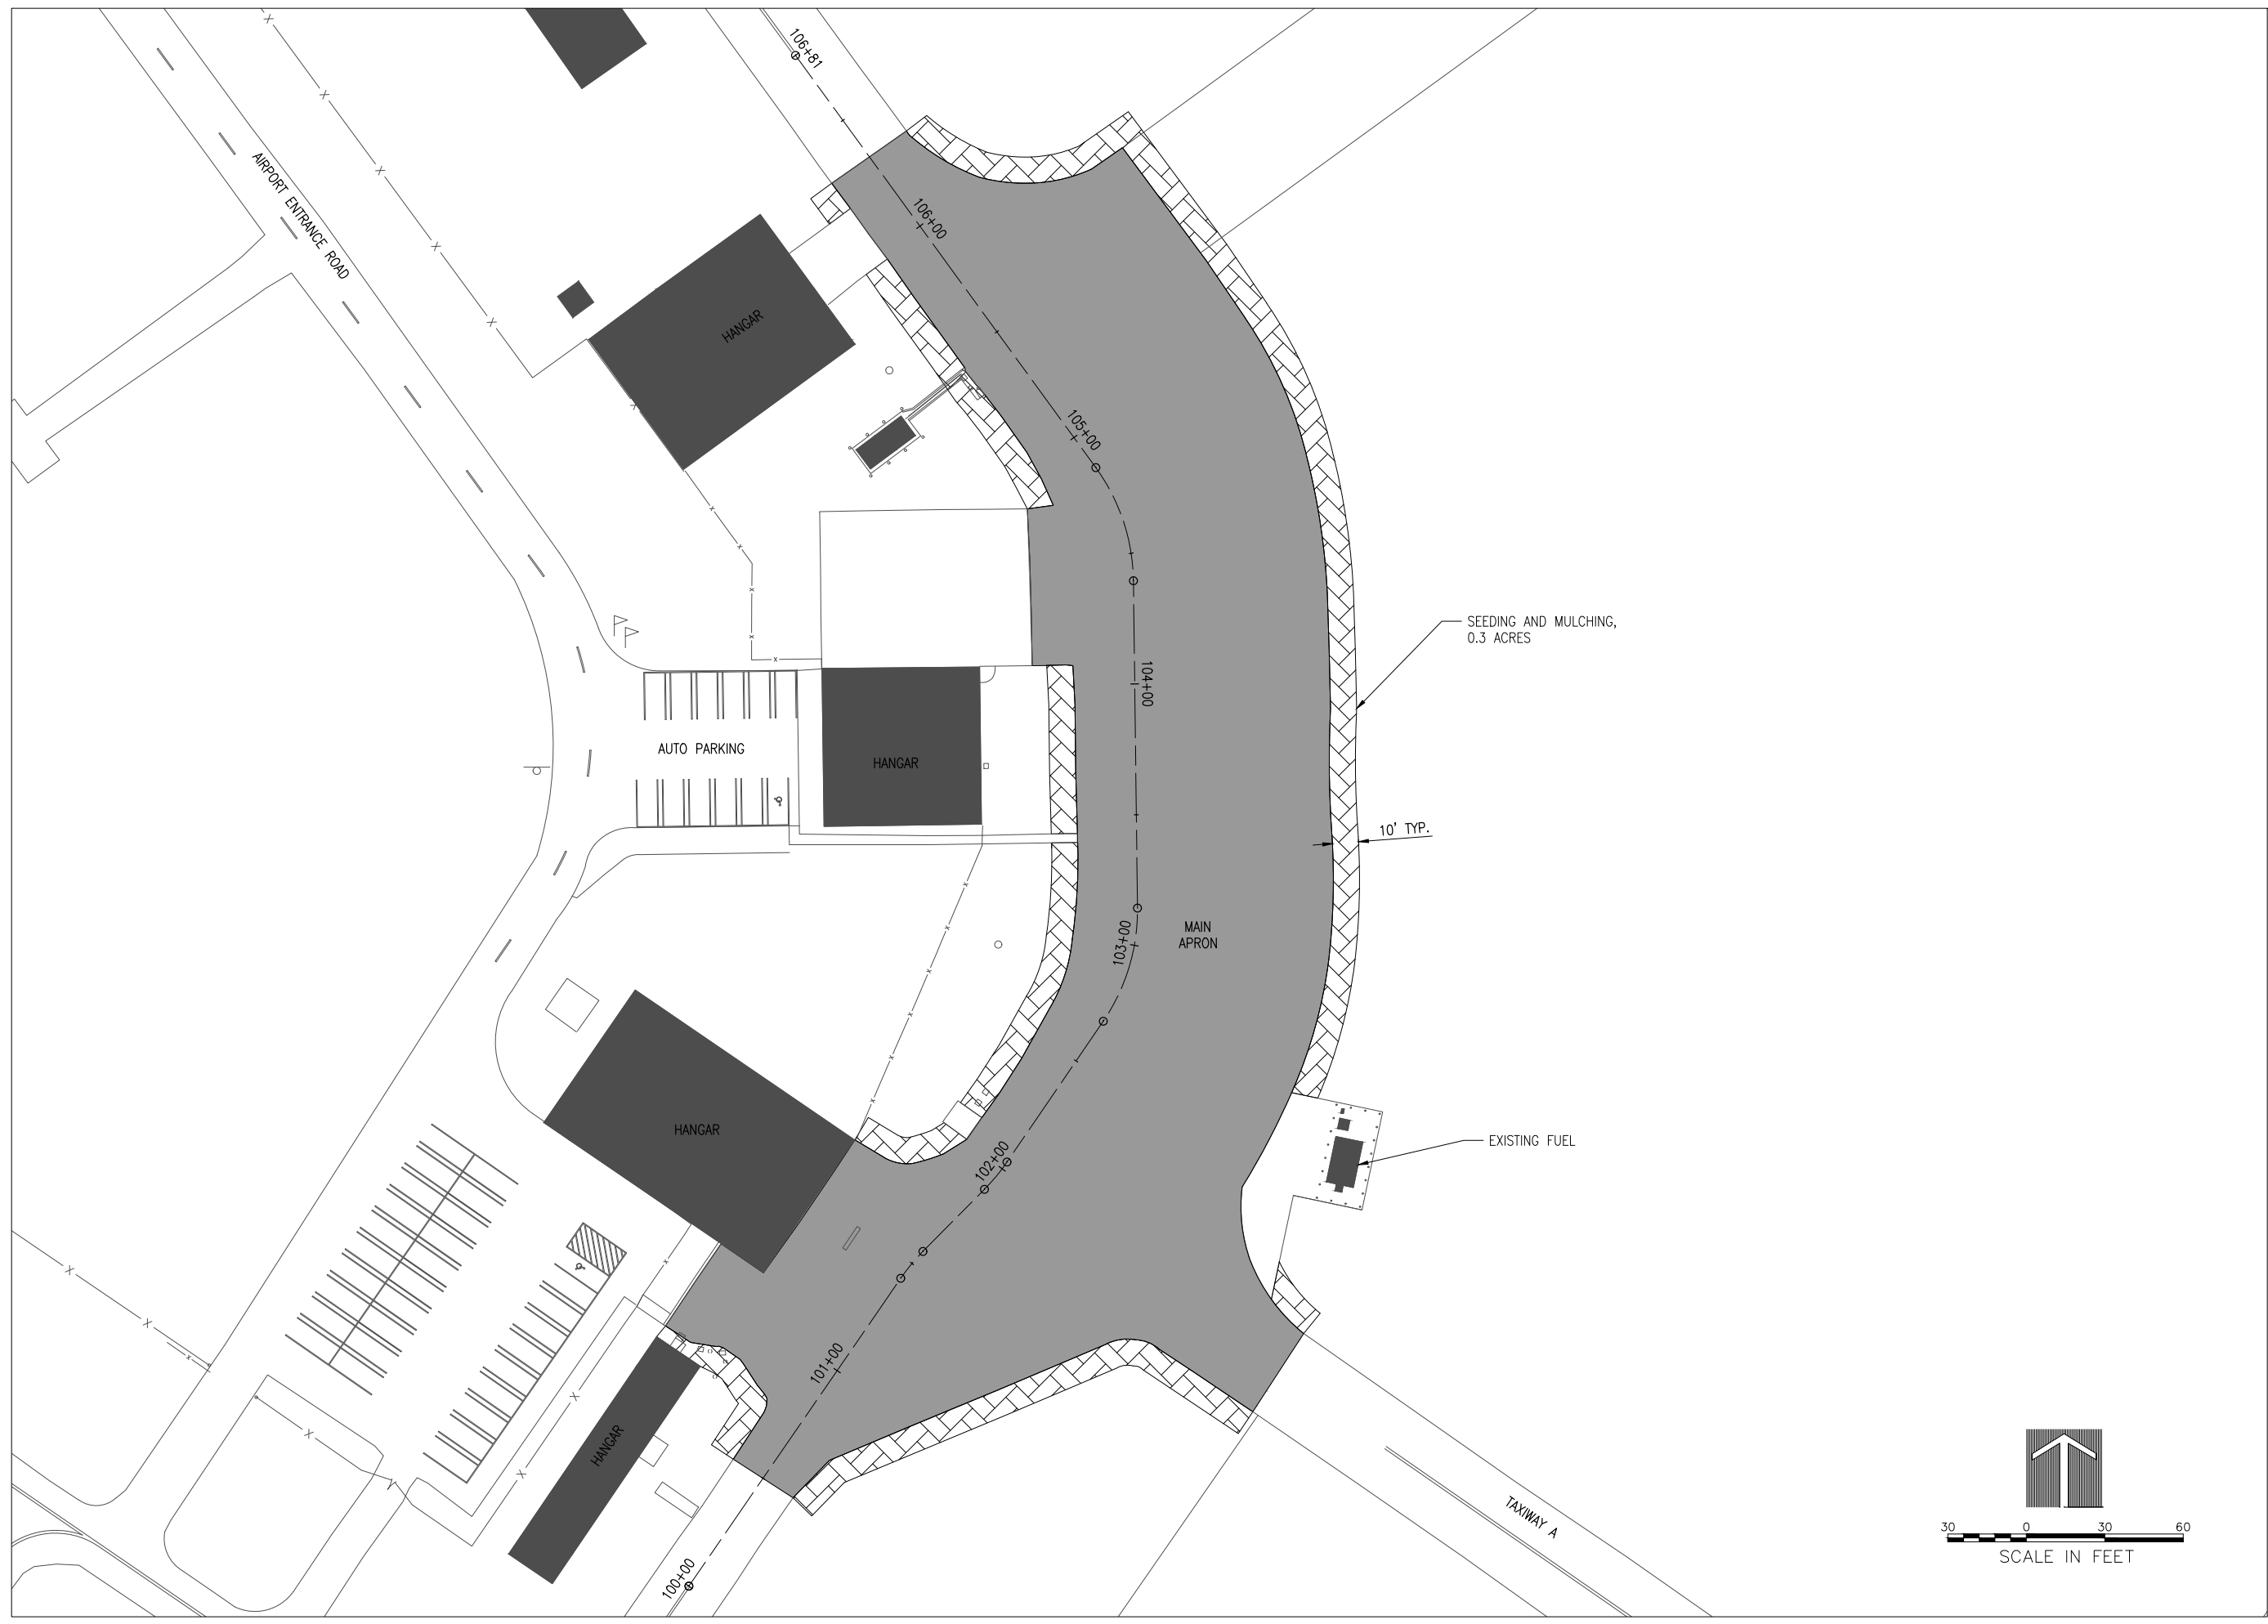 106+81
AIRPORT ENTRANCE ROAD
106+00
HANGAR
105+00
SEEDING AND MULCHING,
0.3 ACRES
104+00
AUTO PARKING
HANGAR
10' TYP.
103+00
MAIN
APRON
HANGAR
102+00
EXISTING FUEL
101+00
HANGAR
TAXIWAY A
100+00
30 0 30 60
SCALE IN FEET